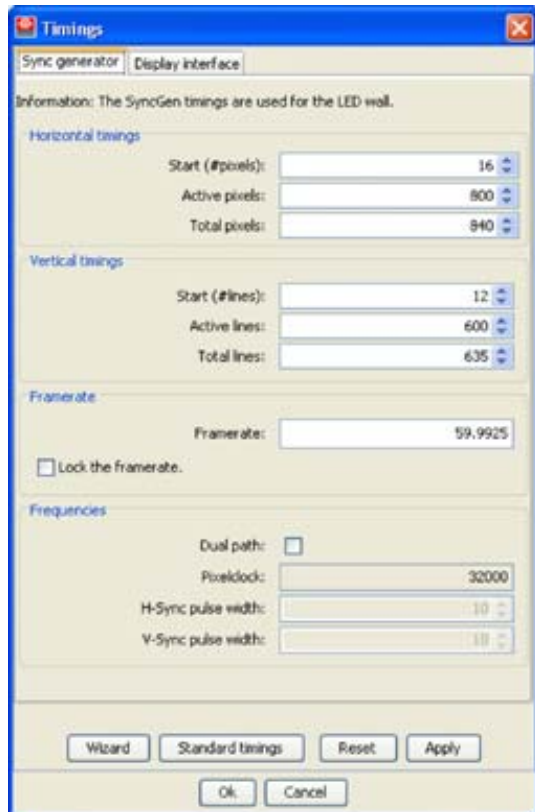 Timings
Sync generator Display interface
Information: The SyncGen timings are used for the LED wall.
Horizontal timings
Start (#pixels): 16
Active pixels: 800
Total pixels: 840
Vertical timings
Start (#lines): 12
Active lines: 600
Total lines: 635
Framerate
Framerate: 59.9925
Lock the framerate.
Frequencies
Dual path:
Pixelclock: 32000
H-Sync pulse width: 10
V-Sync pulse width: 10
Wizard Standard timings Reset Apply
Ok Cancel